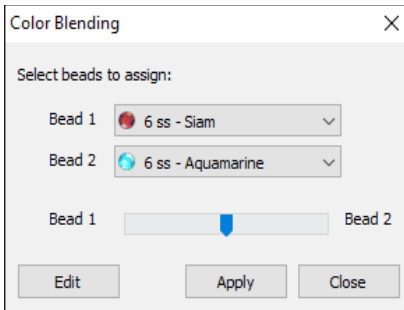 Color Blending
Select beads to assign:
Bead 1 6 ss - Siam
Bead 2 6 ss - Aquamarine
Bead 1 Bead 2
Edit Apply Close